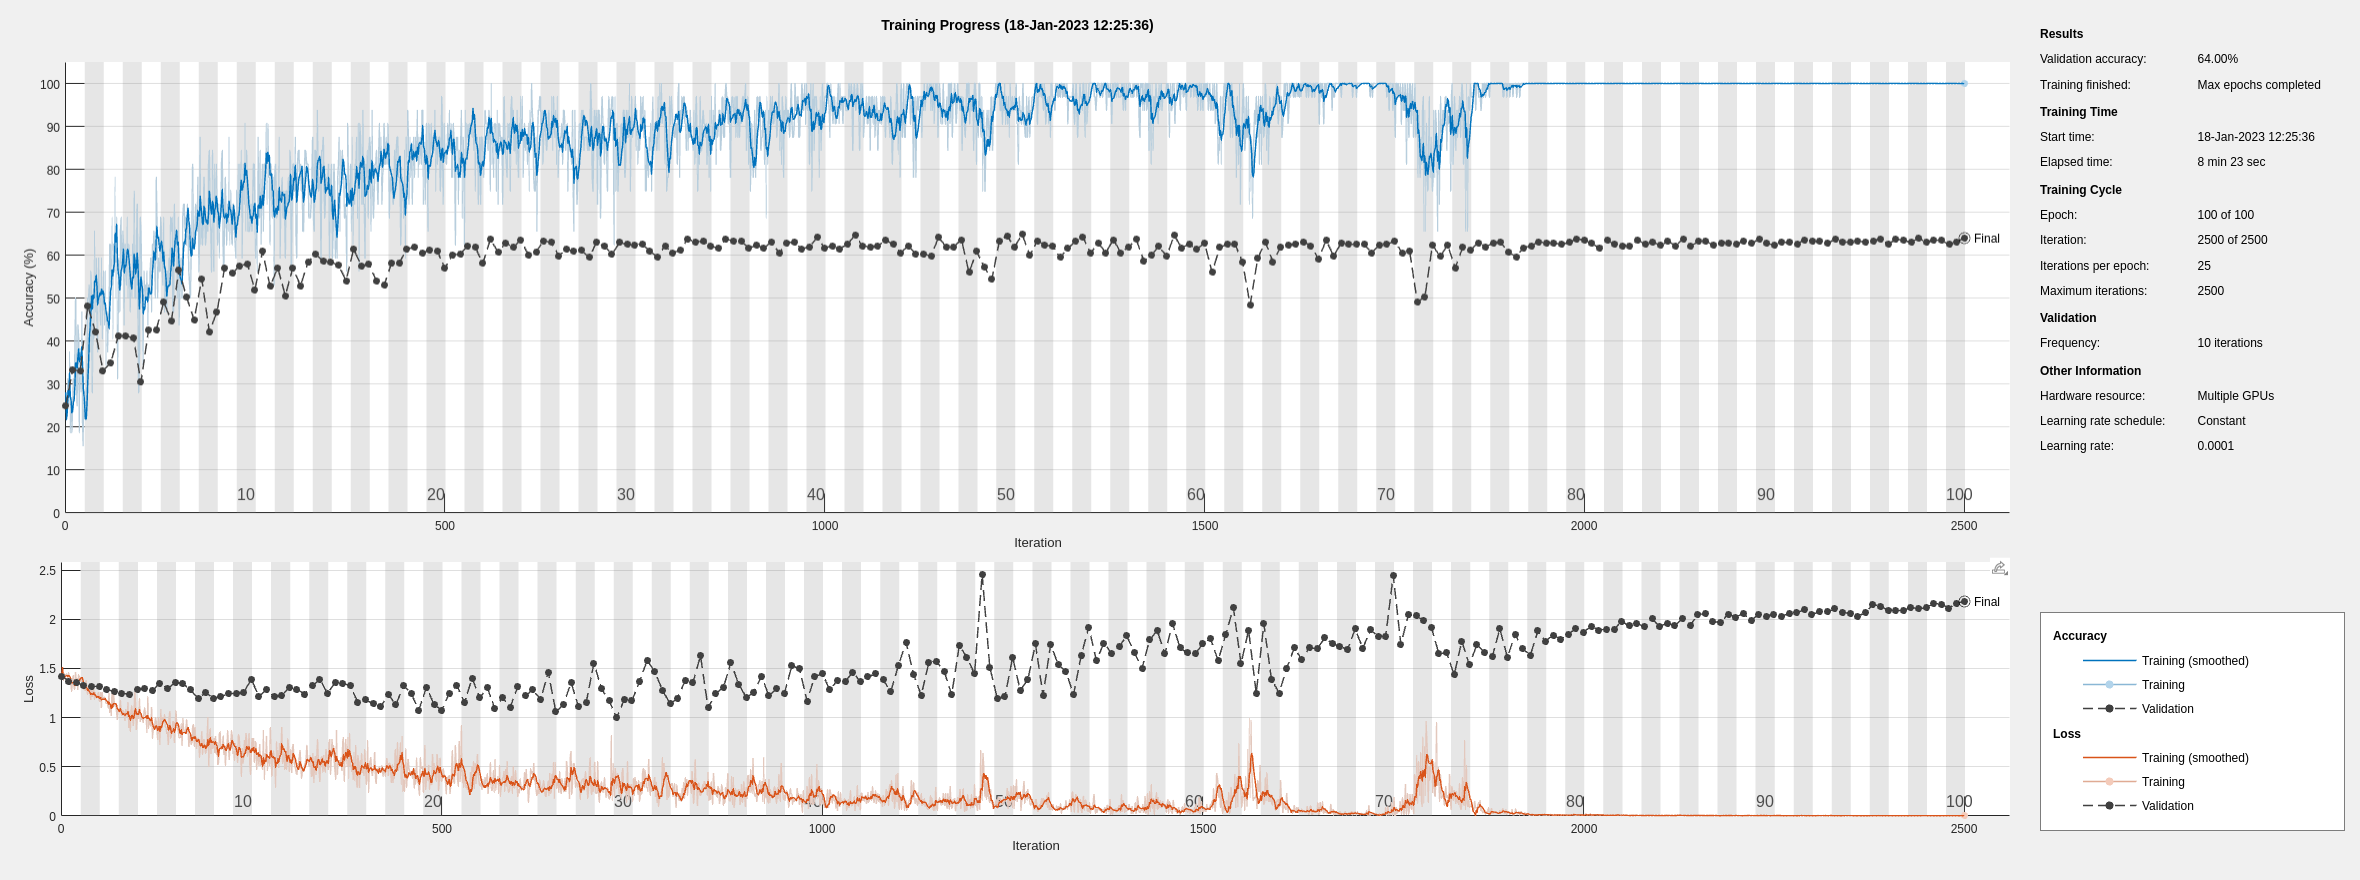 Training Progress (18-Jan-2023 12:25:36)
Accuracy (%)
100
90
80
70
60
50
40
30
20
10
0
Final
10 20 30 40 50 60 70 80 90 100
0 500 1000 1500 2000 2500
Iteration
Loss
2.5
2
1.5
1
0.5
0
Final
10 20 30 40 50 60 70 80 90 100
0 500 1000 1500 2000 2500
Iteration
Results
Validation accuracy: 64.00%
Training finished: Max epochs completed
Training Time
Start time: 18-Jan-2023 12:25:36
Elapsed time: 8 min 23 sec
Training Cycle
Epoch: 100 of 100
Iteration: 2500 of 2500
Iterations per epoch: 25
Maximum iterations: 2500
Validation
Frequency: 10 iterations
Other Information
Hardware resource: Multiple GPUs
Learning rate schedule: Constant
Learning rate: 0.0001
Accuracy
Training (smoothed)
Training
Validation
Loss
Training (smoothed)
Training
Validation